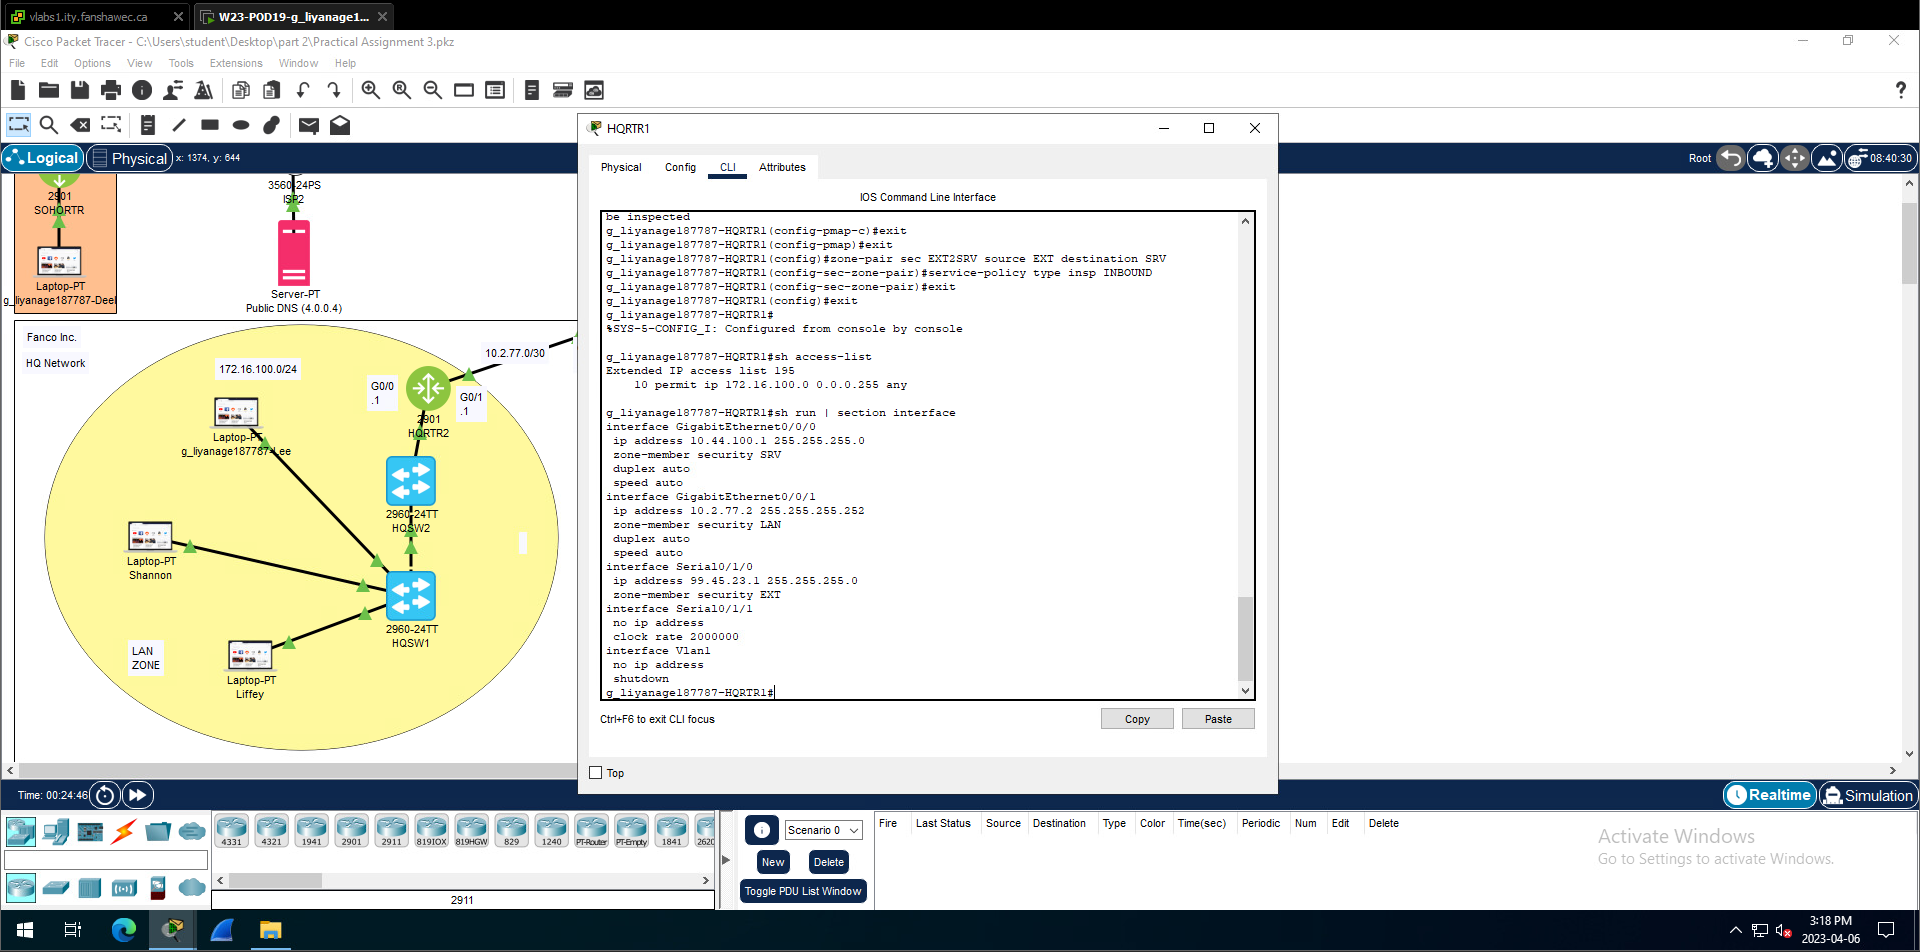 vlabs1.ity.fanshawec.ca
W23-POD19-g_liyanage1...
Cisco Packet Tracer - C:\Users\student\Desktop\part 2\Practical Assignment 3.pkz
File Edit Options View Tools Extensions Window Help
Logical Physical x: 1374, y: 644
Root 08:40:30
2901
SOHORTR
Laptop-PT
g_liyanage187787-Deel
3560-24PS
ISP2
Server-PT
Public DNS (4.0.0.4)
Fanco Inc.
HQ Network
172.16.100.0/24
10.2.77.0/30
G0/0
.1
G0/1
.1
2901
HQRTR2
Laptop-PT
g_liyanage187787-Lee
2960-24TT
HQSW2
Laptop-PT
Shannon
2960-24TT
HQSW1
LAN
ZONE
Laptop-PT
Liffey
HQRTR1
Physical Config CLI Attributes
IOS Command Line Interface
be inspected
g_liyanage187787-HQRTR1(config-pmap-c)#exit
g_liyanage187787-HQRTR1(config-pmap)#exit
g_liyanage187787-HQRTR1(config)#zone-pair sec EXT2SRV source EXT destination SRV
g_liyanage187787-HQRTR1(config-sec-zone-pair)#service-policy type insp INBOUND
g_liyanage187787-HQRTR1(config-sec-zone-pair)#exit
g_liyanage187787-HQRTR1(config)#exit
g_liyanage187787-HQRTR1#
%SYS-5-CONFIG_I: Configured from console by console
g_liyanage187787-HQRTR1#sh access-list
Extended IP access list 195
10 permit ip 172.16.100.0 0.0.0.255 any
g_liyanage187787-HQRTR1#sh run | section interface
interface GigabitEthernet0/0/0
ip address 10.44.100.1 255.255.255.0
zone-member security SRV
duplex auto
speed auto
interface GigabitEthernet0/0/1
ip address 10.2.77.2 255.255.255.252
zone-member security LAN
duplex auto
speed auto
interface Serial0/1/0
ip address 99.45.23.1 255.255.255.0
zone-member security EXT
interface Serial0/1/1
no ip address
clock rate 2000000
interface Vlan1
no ip address
shutdown
g_liyanage187787-HQRTR1#
Ctrl+F6 to exit CLI focus
Copy Paste
Top
Time: 00:24:46
Realtime Simulation
4331 4321 1941 2901 2911 819IOX 819HGW 829 1240 PT-Router PT-Empty 1841 2620
2911
Scenario 0
New Delete
Toggle PDU List Window
Fire Last Status Source Destination Type Color Time(sec) Periodic Num Edit Delete
Activate Windows
Go to Settings to activate Windows.
3:18 PM
2023-04-06